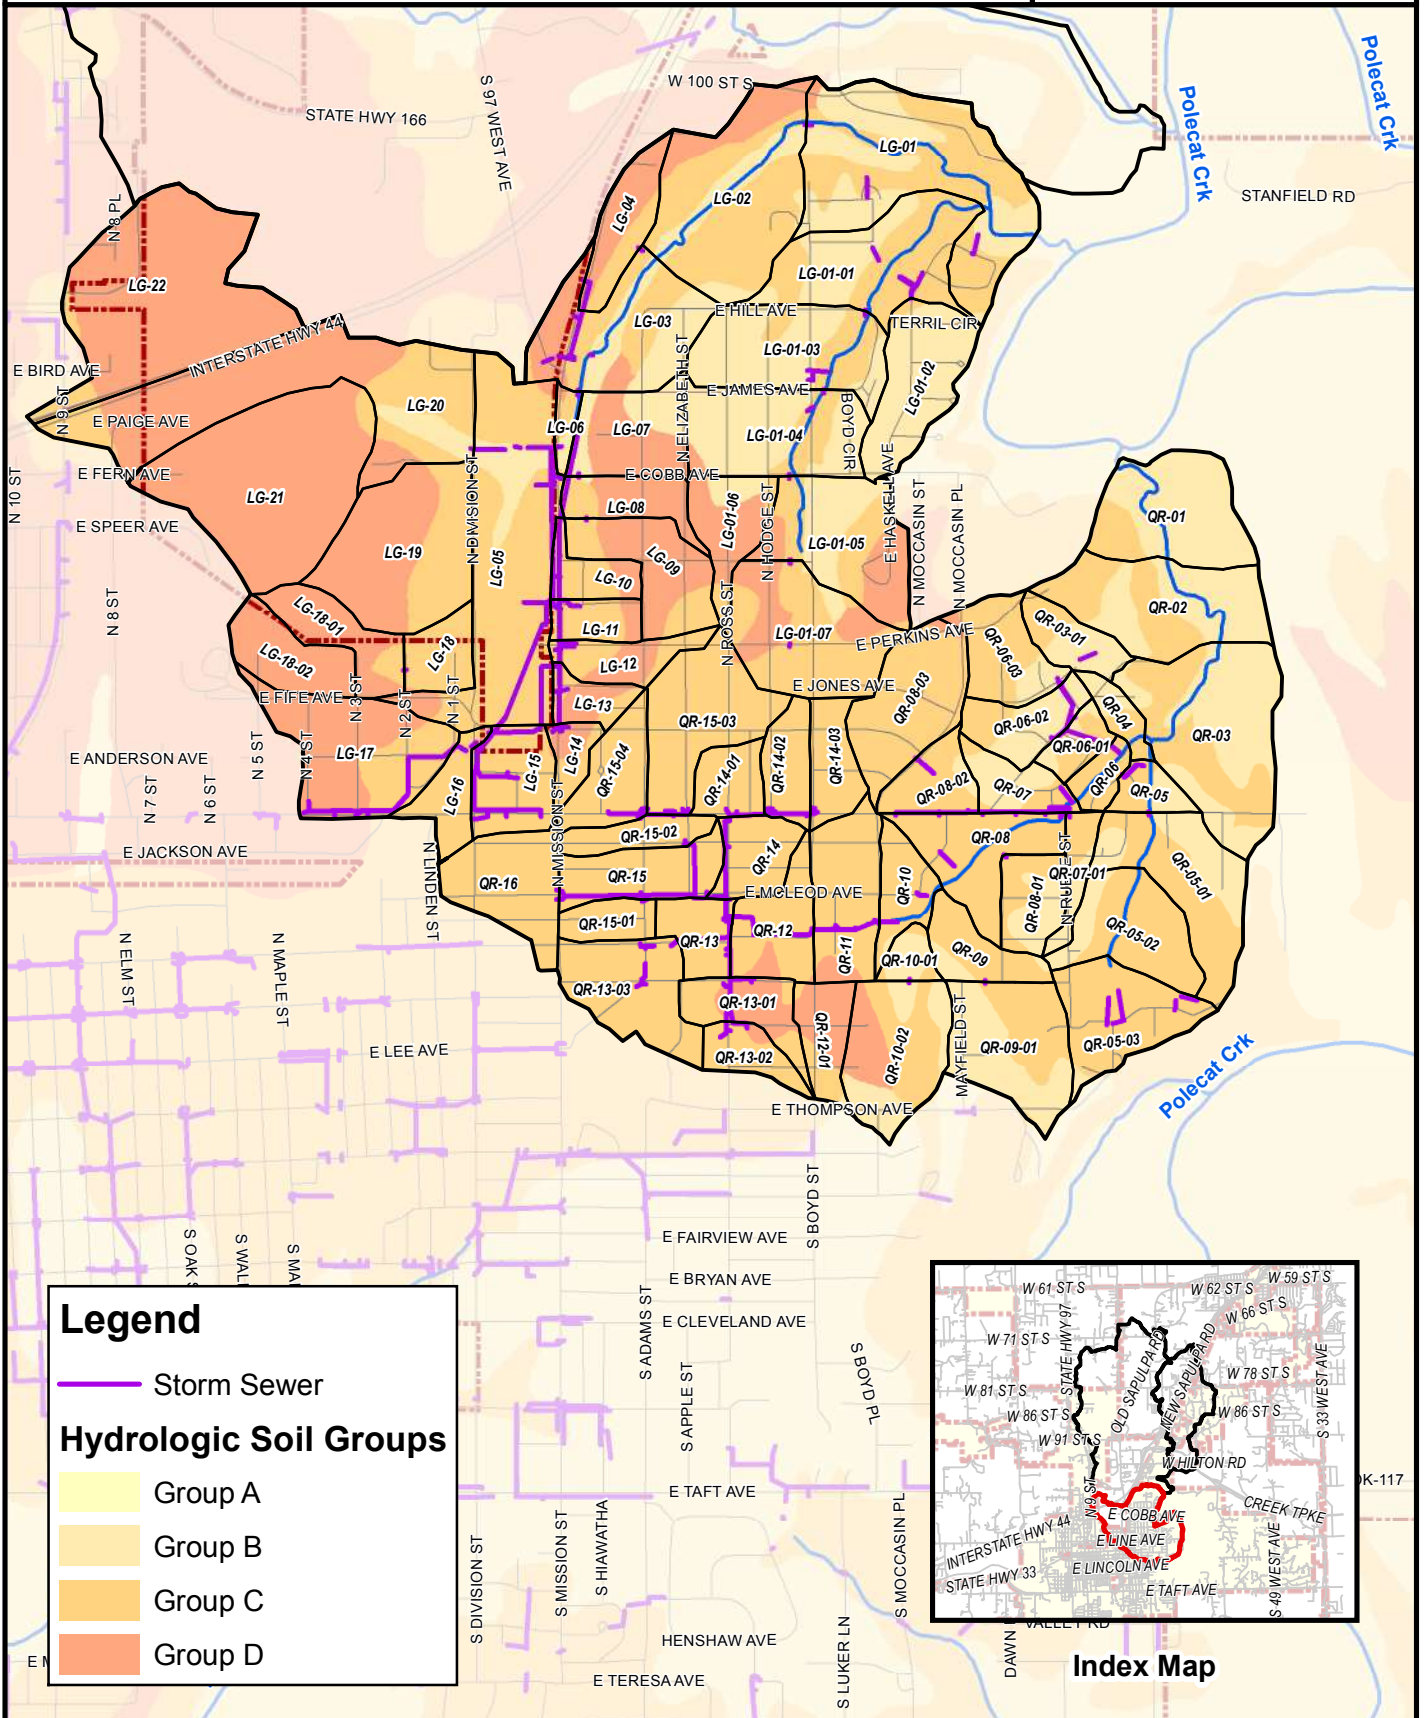 W 100 ST S
STATE HWY 166
S 97 WEST AVE
Polecat Crk
Polecat Crk
STANFIELD RD
N 8 PL
LG-01
LG-02
LG-04
LG-22
LG-01-01
E HILL AVE
LG-03
TERRIL CIR
INTERSTATE HWY 44
LG-01-03
E BIRD AVE
N 9 ST
N ELIZABETH ST
E JAMES AVE
LG-01-02
LG-20
E PAIGE AVE
LG-06
LG-07
LG-01-04
BOYD CIR
E FERN AVE
E COBB AVE
N 10 ST
LG-21
E SPEER AVE
N DIVISION ST
LG-08
LG-01-06
N HODGE ST
E HASKELL AVE
N MOCCASIN ST
N MOCCASIN PL
QR-01
LG-19
LG-05
LG-09
LG-01-05
LG-10
N 8 ST
LG-18-01
LG-11
N ROSS ST
LG-01-07
E PERKINS AVE
QR-02
QR-03-01
QR-06-03
LG-18-02
LG-18
LG-12
E FIFE AVE
N 3 ST
N 2 ST
N 1 ST
LG-13
E JONES AVE
QR-08-03
QR-15-03
QR-06-02
QR-04
QR-03
E ANDERSON AVE
N 5 ST
N 4 ST
LG-17
LG-14
QR-15-04
QR-14-01
QR-14-02
QR-14-03
QR-06-01
N 7 ST
N 6 ST
LG-16
LG-15
QR-08-02
QR-07
QR-06
QR-05
N MISSION ST
QR-15-02
QR-14
QR-08
E JACKSON AVE
N LINDEN ST
QR-16
QR-15
E MCLEOD AVE
QR-10
QR-08-01
QR-07-01
QR-05-01
QR-15-01
QR-13
QR-12
QR-11
QR-10-01
QR-09
QR-05-02
N ELM ST
N MAPLE ST
QR-13-03
QR-13-01
QR-12-01
QR-10-02
MAYFIELD ST
QR-09-01
QR-05-03
E LEE AVE
QR-13-02
Polecat Crk
E THOMPSON AVE
S BOYD ST
E FAIRVIEW AVE
E BRYAN AVE
E CLEVELAND AVE
S ADAMS ST
S APPLE ST
S BOYD PL
E TAFT AVE
S DIVISION ST
S MISSION ST
S HIAWATHA
S MOCCASIN PL
HENSHAW AVE
S LUKER LN
E TERESA AVE
Legend
Storm Sewer
Hydrologic Soil Groups
Group A
Group B
Group C
Group D
W 61 ST S
W 62 ST S
W 59 ST S
W 66 ST S
W 71 ST S
STATE HWY 97
OLD SAPULPA RD
NEW SAPULPA RD
W 78 ST S
S 33 WEST AVE
W 81 ST S
W 86 ST S
W 86 ST S
W 91 ST S
W HILTON RD
N 9 ST
CREEK TPKE
E COBB AVE
INTERSTATE HWY 44
E LINE AVE
E LINCOLN AVE
STATE HWY 33
E TAFT AVE
S 49 WEST AVE
Index Map